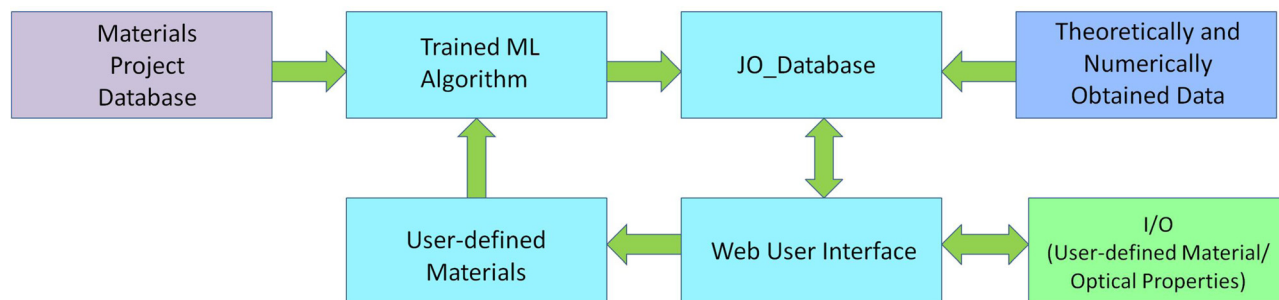 Materials
Project
Database
Trained ML
Algorithm
JO_Database
Theoretically and
Numerically
Obtained Data
User-defined
Materials
Web User Interface
I/O
(User-defined Material/
Optical Properties)